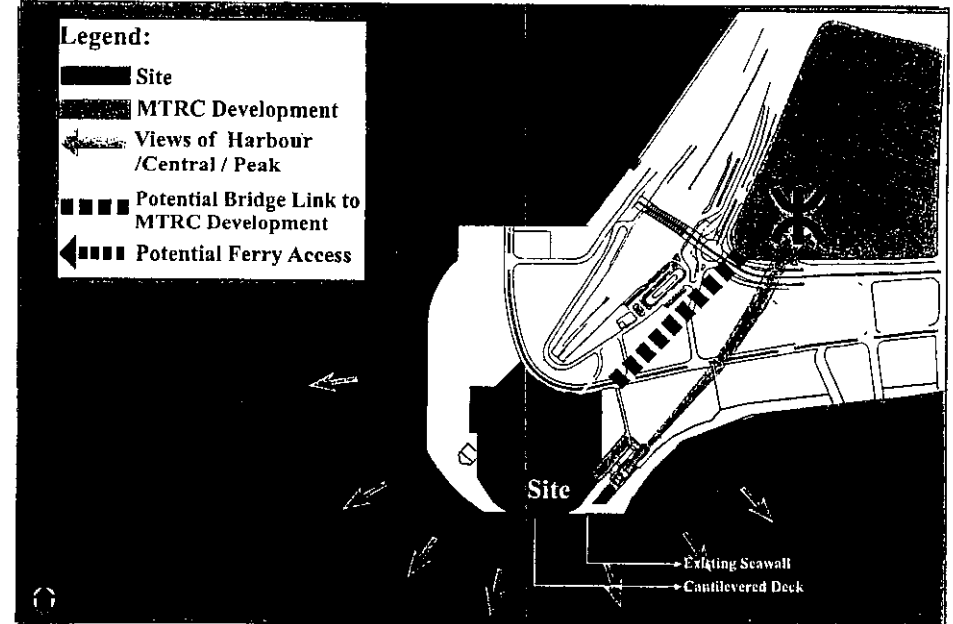 Legend:
Site
MTRC Development
Views of Harbour
/Central / Peak
Potential Bridge Link to
MTRC Development
Potential Ferry Access
Site
Existing Seawall
Cantilevered Deck